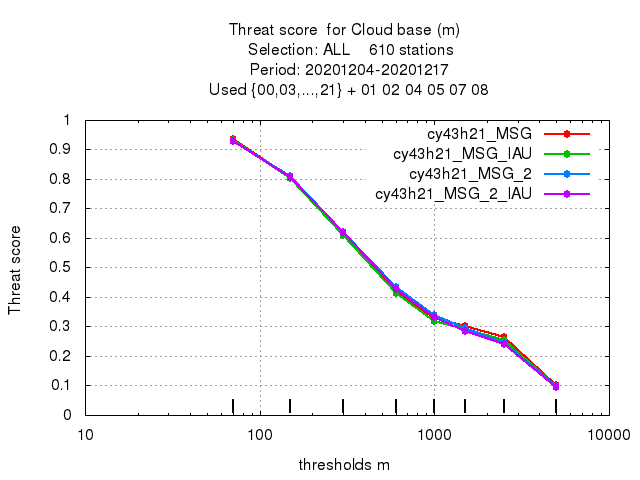 Threat score  for Cloud base (m)
Selection: ALL    610 stations
Period: 20201204-20201217
Used {00,03,...,21} + 01 02 04 05 07 08
cy43h21_MSG
cy43h21_MSG_IAU
cy43h21_MSG_2
cy43h21_MSG_2_IAU
Threat score
1
0.9
0.8
0.7
0.6
0.5
0.4
0.3
0.2
0.1
0
10 100 1000 10000
thresholds m